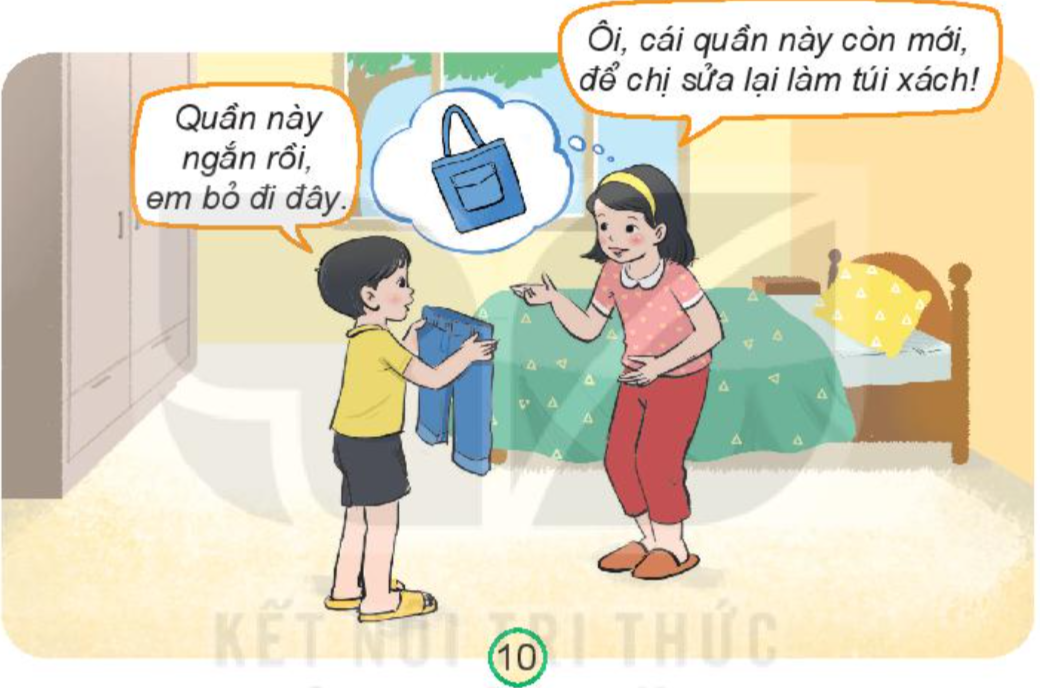 Quần này
ngắn rồi,
em bỏ đi đây.
Ôi, cái quần này còn mới,
để chị sửa lại làm túi xách!
KẾT NỐI TRI THỨC
10